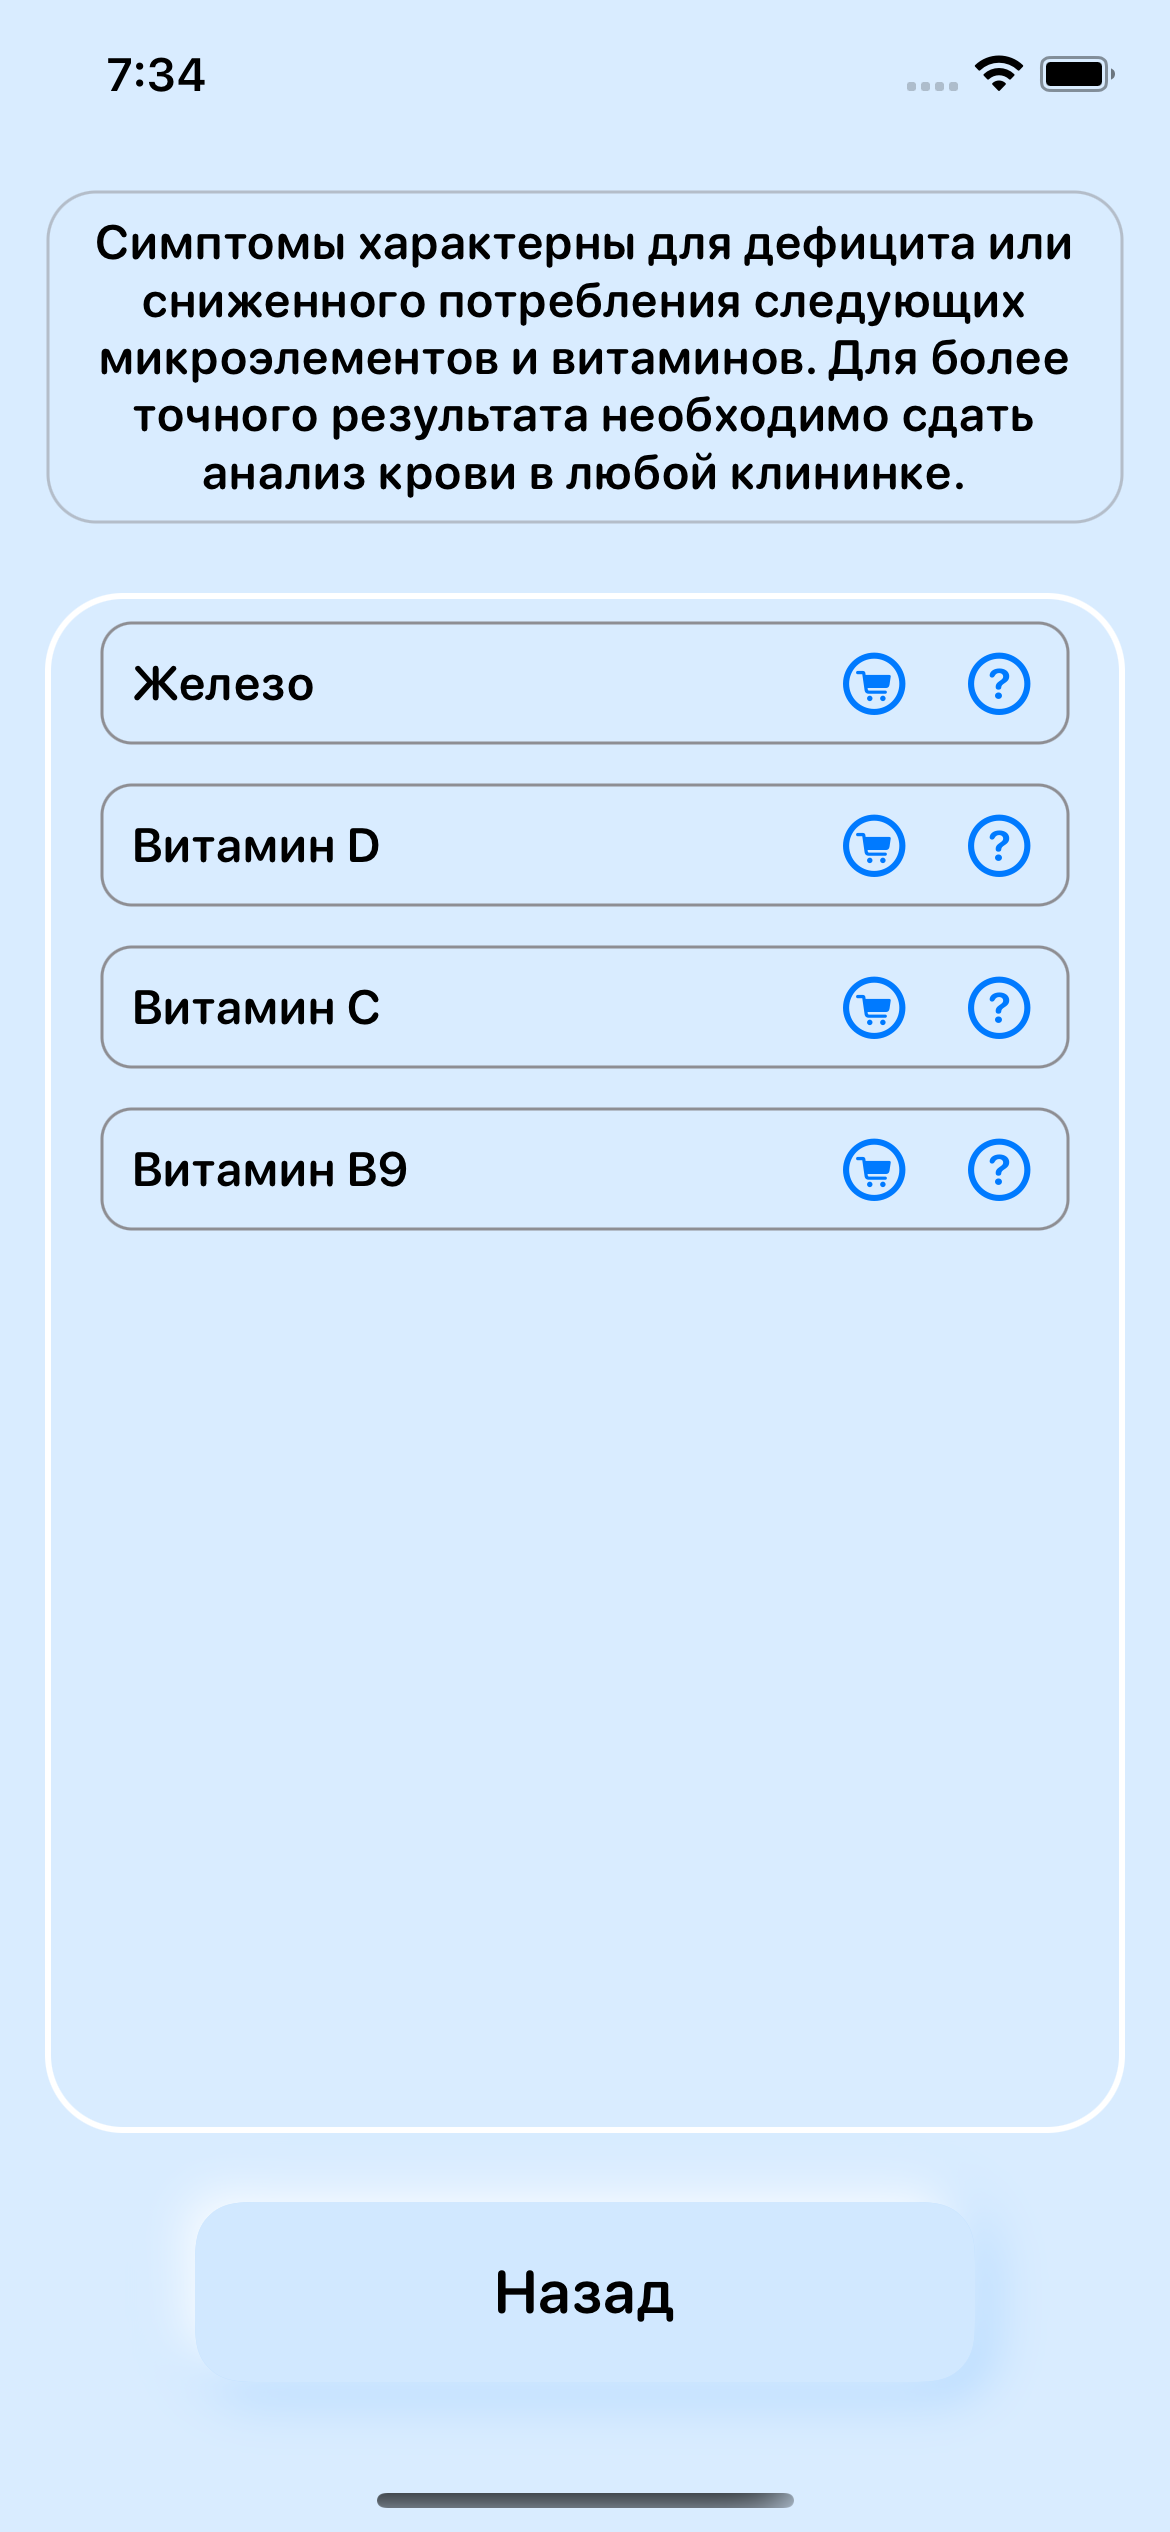 7:34
Симптомы характерны для дефицита или
сниженного потребления следующих
микроэлементов и витаминов. Для более
точного результата необходимо сдать
анализ крови в любой клининке.
Железо
Витамин D
Витамин C
Витамин B9
Назад